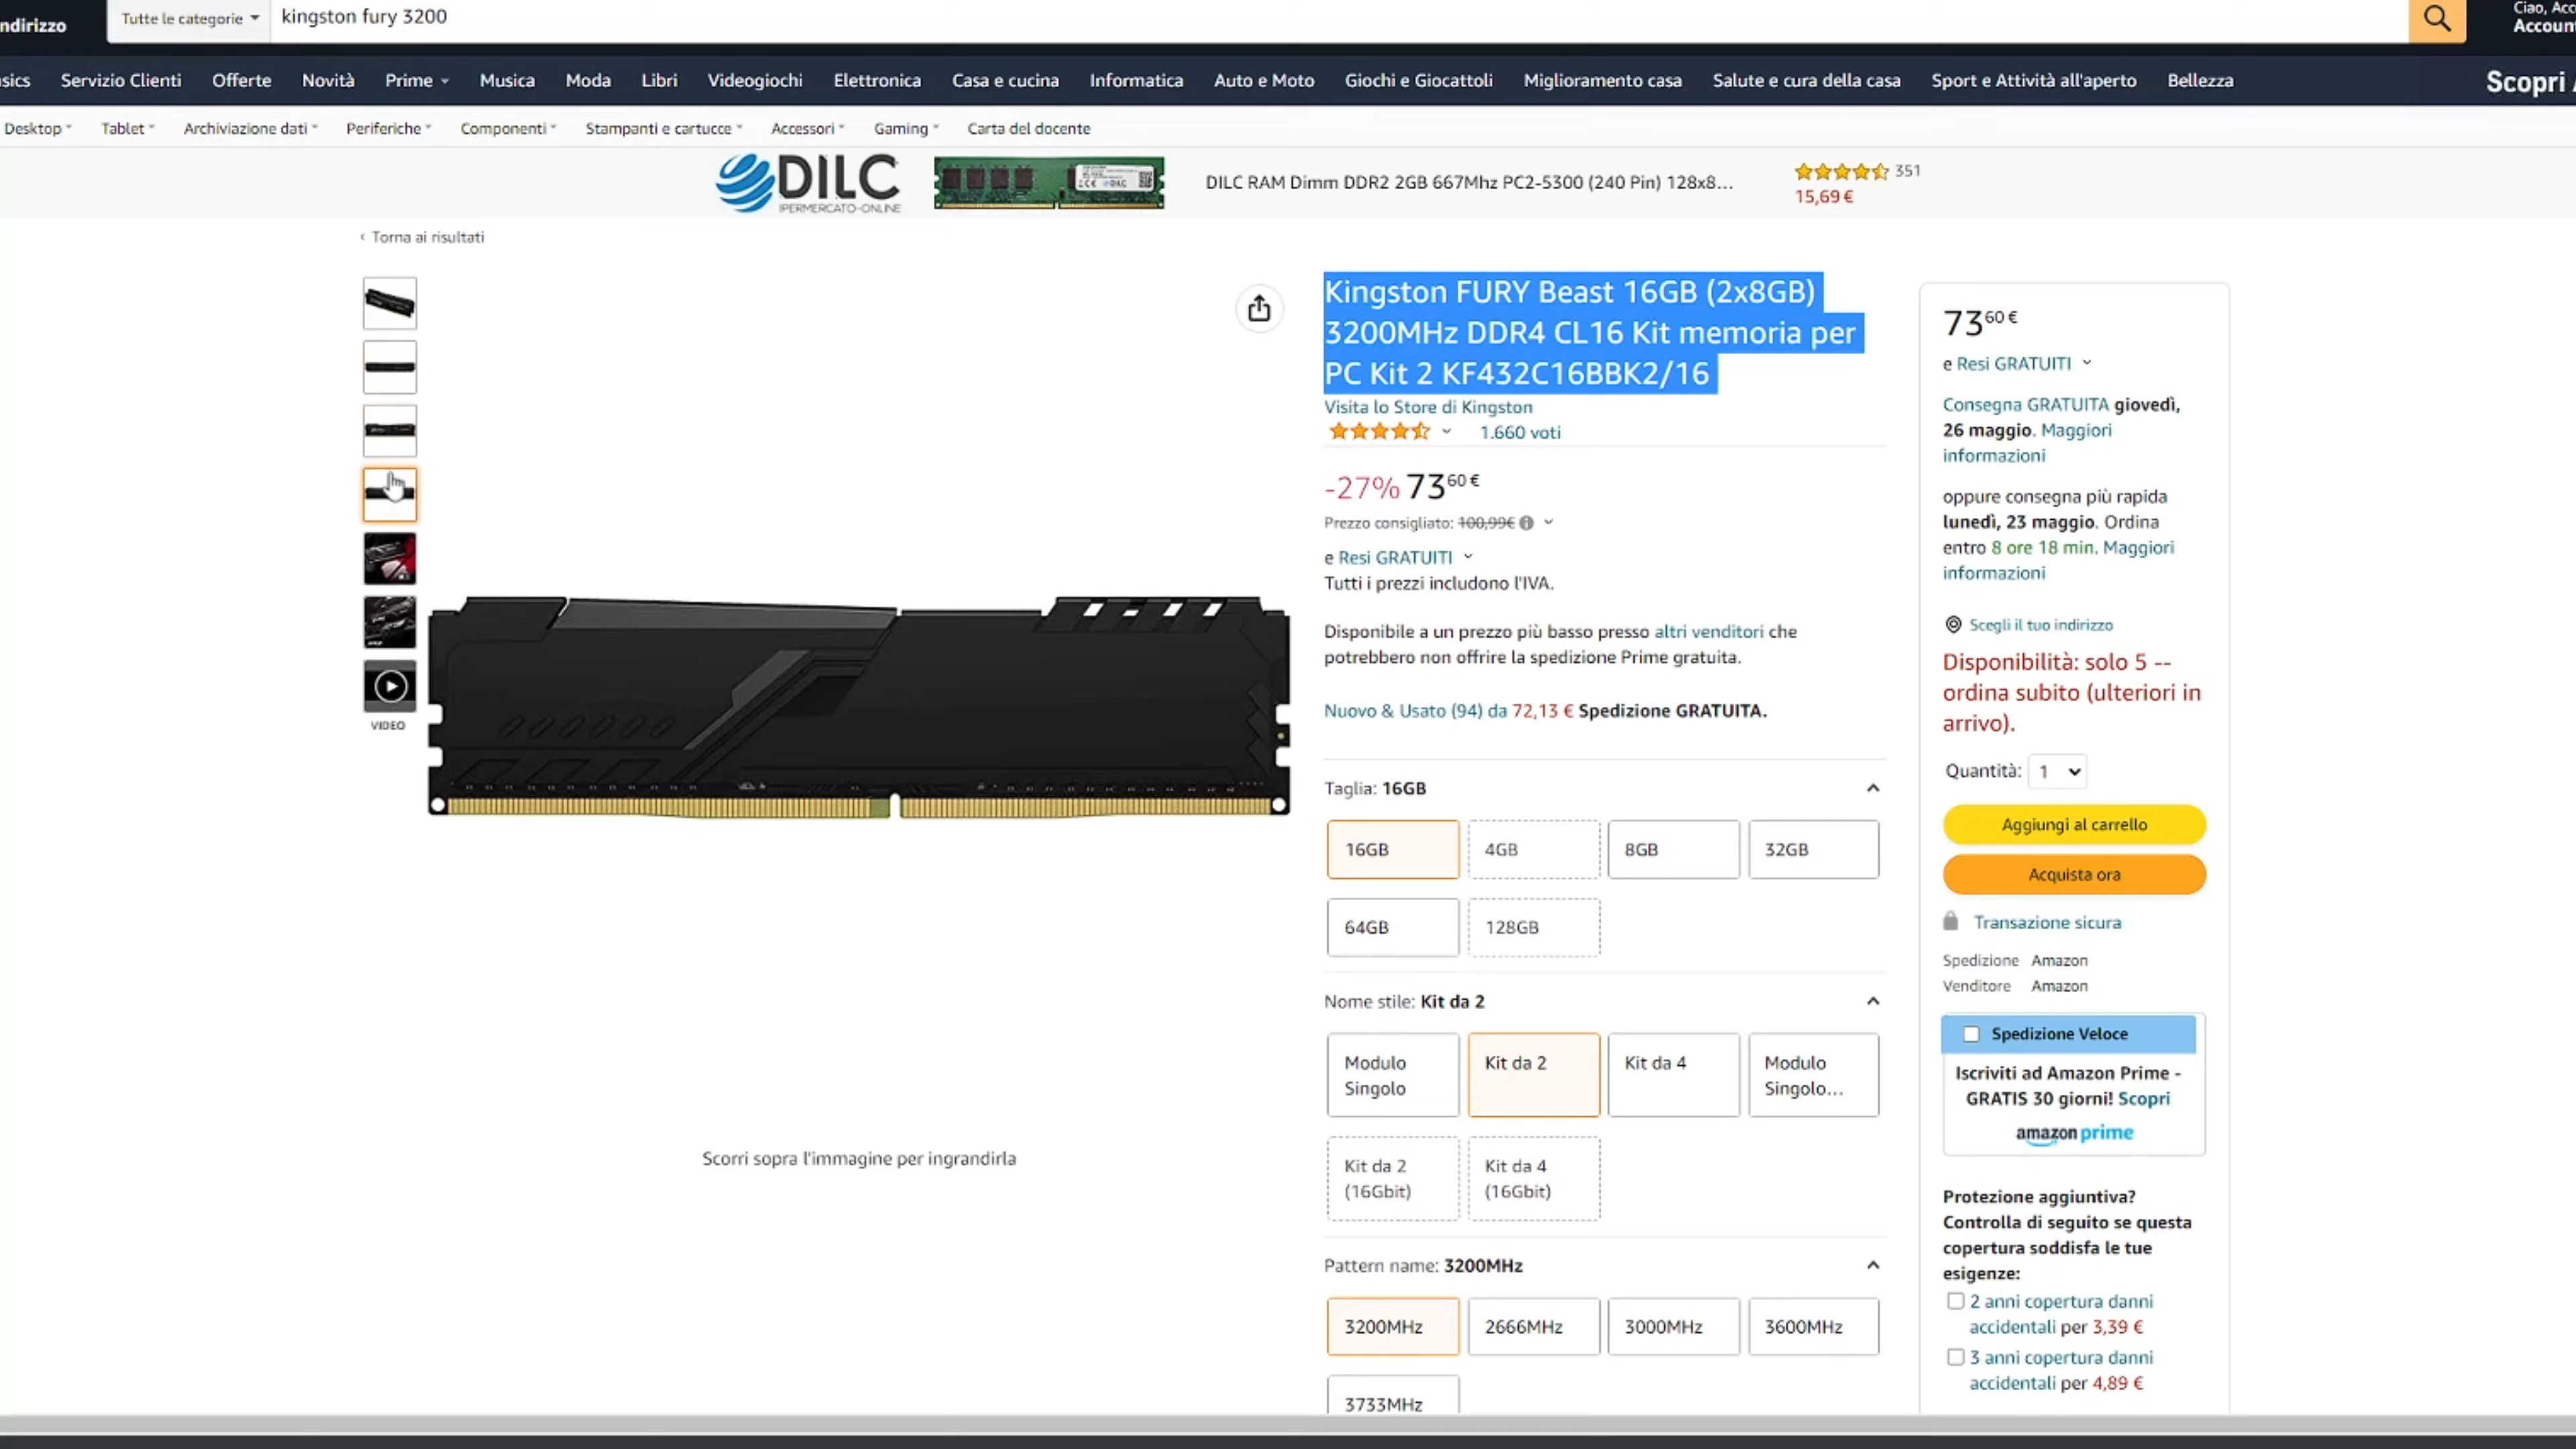 ndirizzo
Tutte le categorie
kingston fury 3200
Ciao, Acc
Accoun
sics
Servizio Clienti
Offerte
Novità
Prime
Musica
Moda
Libri
Videogiochi
Elettronica
Casa e cucina
Informatica
Auto e Moto
Giochi e Giocattoli
Miglioramento casa
Salute e cura della casa
Sport e Attività all'aperto
Bellezza
Scopri
Desktop
Tablet
Archiviazione dati
Periferiche
Componenti
Stampanti e cartucce
Accessori
Gaming
Carta del docente
DILC
IPERMERCATO-ONLINE
DILC RAM Dimm DDR2 2GB 667Mhz PC2-5300 (240 Pin) 128x8...
351
15,69 €
‹ Torna ai risultati
VIDEO
Scorri sopra l'immagine per ingrandirla
Kingston FURY Beast 16GB (2x8GB)
3200MHz DDR4 CL16 Kit memoria per
PC Kit 2 KF432C16BBK2/16
Visita lo Store di Kingston
1.660 voti
-27% 73,60 €
Prezzo consigliato: 100,99€
e Resi GRATUITI
Tutti i prezzi includono l'IVA.
Disponibile a un prezzo più basso presso altri venditori che
potrebbero non offrire la spedizione Prime gratuita.
Nuovo & Usato (94) da 72,13 € Spedizione GRATUITA.
Taglia: 16GB
16GB
4GB
8GB
32GB
64GB
128GB
Nome stile: Kit da 2
Modulo
Singolo
Kit da 2
Kit da 4
Modulo
Singolo...
Kit da 2
(16Gbit)
Kit da 4
(16Gbit)
Pattern name: 3200MHz
3200MHz
2666MHz
3000MHz
3600MHz
3733MHz
73,60 €
e Resi GRATUITI
Consegna GRATUITA giovedì,
26 maggio. Maggiori
informazioni
oppure consegna più rapida
lunedì, 23 maggio. Ordina
entro 8 ore 18 min. Maggiori
informazioni
Scegli il tuo indirizzo
Disponibilità: solo 5 --
ordina subito (ulteriori in
arrivo).
Quantità: 1
Aggiungi al carrello
Acquista ora
Transazione sicura
Spedizione Amazon
Venditore Amazon
Spedizione Veloce
Iscriviti ad Amazon Prime -
GRATIS 30 giorni! Scopri
amazon prime
Protezione aggiuntiva?
Controlla di seguito se questa
copertura soddisfa le tue
esigenze:
2 anni copertura danni
accidentali per 3,39 €
3 anni copertura danni
accidentali per 4,89 €